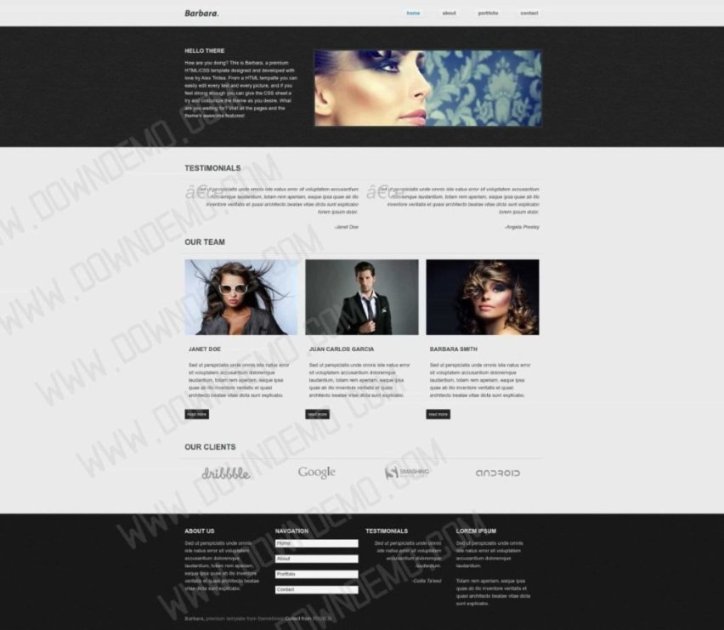 Barbara.
home about portfolio contact
HELLO THERE
How are you doing? This is Barbara, a premium
HTML/CSS template designed and developed with
love by Alex Tintea. From a HTML tempalte you can
easily edit every text and every picture, and if you
feel strong enough you can give the CSS sheet a
try and costumize the theme as you desire. What
are you waiting for? Visit all the pages and the
theme's awesome features!
TESTIMONIALS
Sed ut perspiciatis unde omnis iste natus error sit voluptatem accusantium
doloremque laudantium, totam rem aperiam, eaque ipsa quae ab illo
inventore veritatis et quasi architecto beatae vitae dicta sunt explicabo
lorem ipsum dolor.
-Janet Doe
Sed ut perspiciatis unde omnis iste natus error sit voluptatem accusantium
doloremque laudantium, totam rem aperiam, eaque ipsa quae ab illo
inventore veritatis et quasi architecto beatae vitae dicta sunt explicabo
lorem ipsum dolor.
-Angela Presley
OUR TEAM
JANET DOE
Sed ut perspiciatis unde omnis iste natus error
sit voluptatem accusantium doloremque
laudantium, totam rem aperiam, eaque ipsa
quae ab illo inventore veritatis et quasi
architecto beatae vitae dicta sunt explicabo.
read more
JUAN CARLOS GARCIA
Sed ut perspiciatis unde omnis iste natus error
sit voluptatem accusantium doloremque
laudantium, totam rem aperiam, eaque ipsa
quae ab illo inventore veritatis et quasi
architecto beatae vitae dicta sunt explicabo.
read more
BARBARA SMITH
Sed ut perspiciatis unde omnis iste natus error
sit voluptatem accusantium doloremque
laudantium, totam rem aperiam, eaque ipsa
quae ab illo inventore veritatis et quasi
architecto beatae vitae dicta sunt explicabo.
read more
OUR CLIENTS
dribbble Google SMASHING ANDROID
ABOUT US
Sed ut perspiciatis unde omnis
iste natus error sit voluptatem
accusantium doloremque
laudantium, totam rem aperiam,
eaque ipsa quae ab illo inventore
veritatis et quasi architecto beatae
vitae dicta sunt explicabo.
NAVIGATION
Home
About
Portfolio
Contact
TESTIMONIALS
Sed ut perspiciatis unde omnis
iste natus error sit voluptatem
accusantium doloremque
laudantium.
LOREM IPSUM
Sed ut perspiciatis unde omnis
iste natus error sit voluptatem
accusantium doloremque
laudantium.
Totam rem aperiam, eaque ipsa
quae ab illo inventore veritatis et
quasi architecto beatae vitae dicta
sunt explicabo.
Barbara, premium template from themeforest
WWW.DOWNDEMO.COM